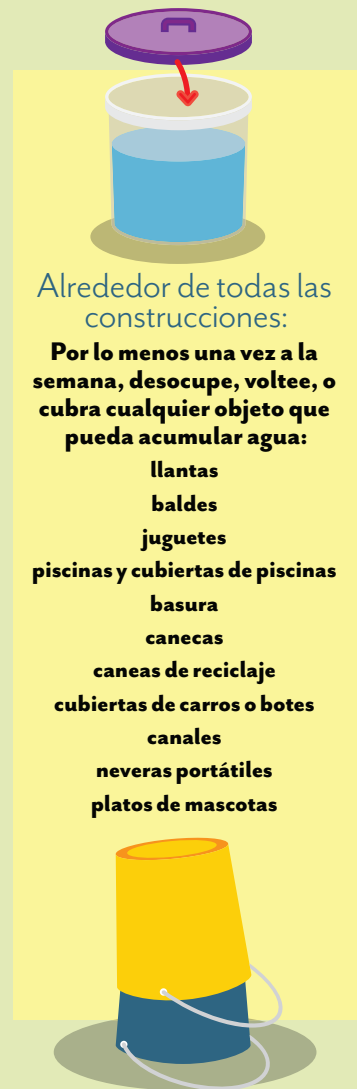 Alrededor de todas las
construcciones:
Por lo menos una vez a la
semana, desocupe, voltee, o
cubra cualquier objeto que
pueda acumular agua:
llantas
baldes
juguetes
piscinas y cubiertas de piscinas
basura
canecas
caneas de reciclaje
cubiertas de carros o botes
canales
neveras portátiles
platos de mascotas